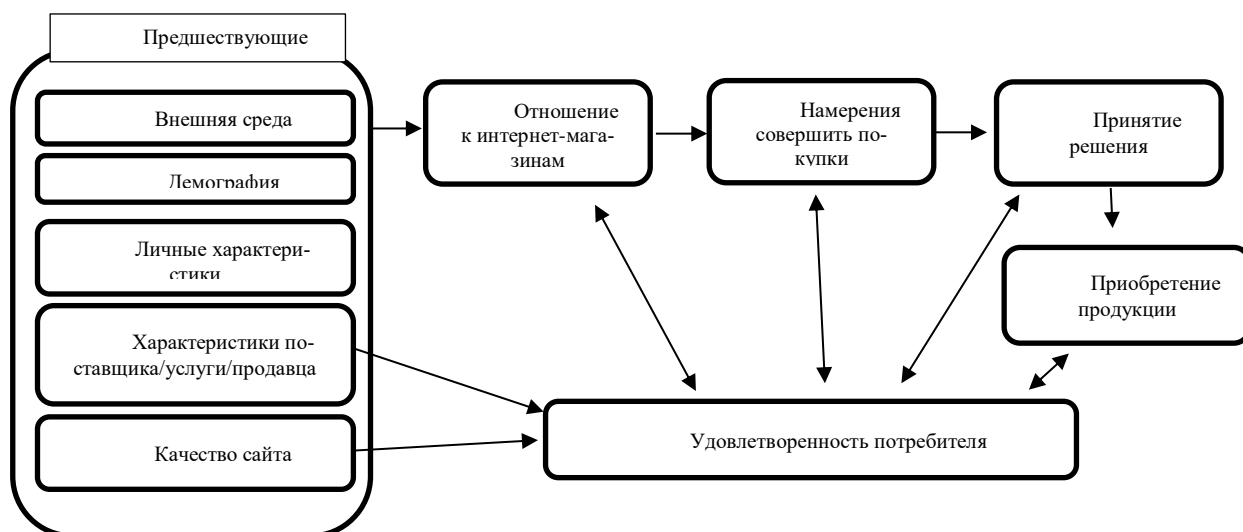 Предшествующие
Внешняя среда
Демография
Личные характери-
стики
Характеристики по-
ставщика/услуги/продавца
Качество сайта
Отношение
к интернет-мага-
зинам
Намерения
совершить по-
купки
Принятие
решения
Приобретение
продукции
Удовлетворенность потребителя